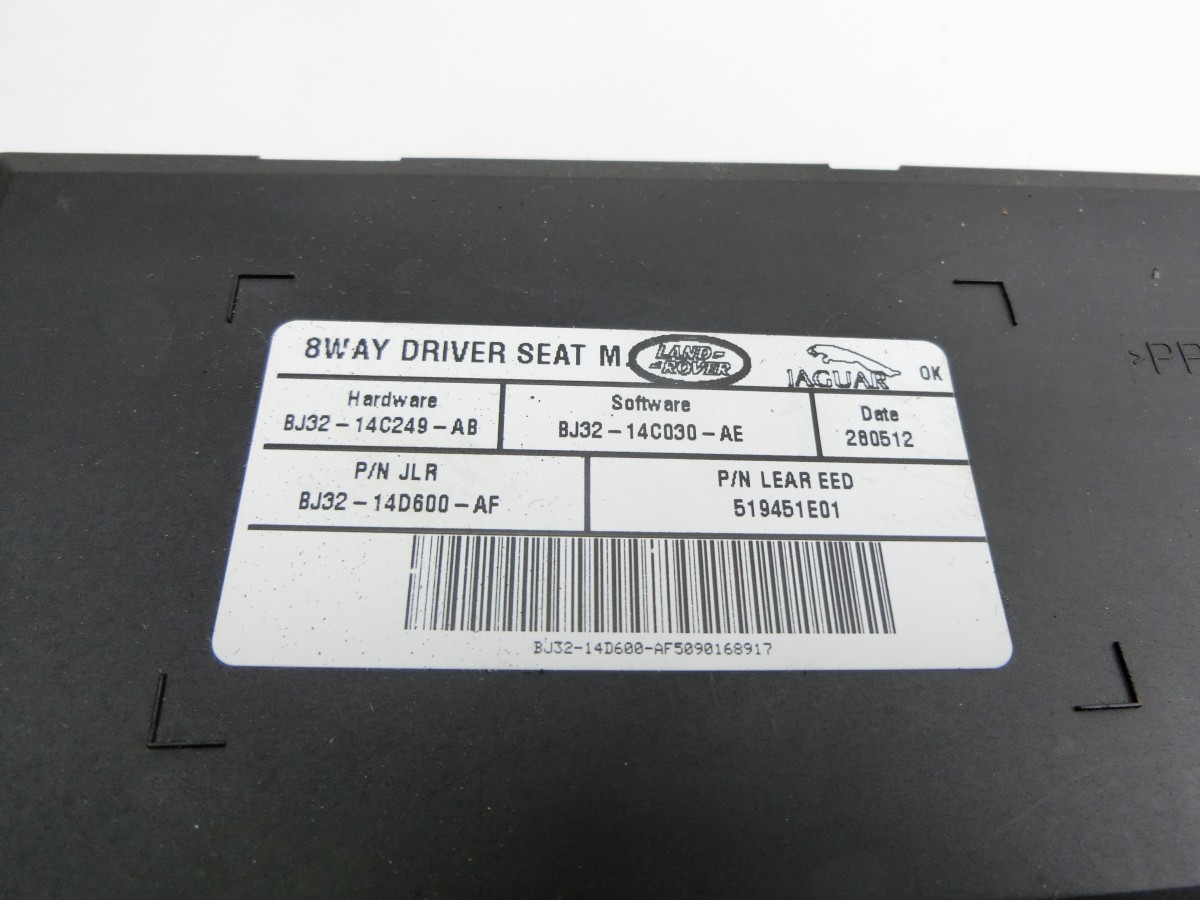 8WAY DRIVER SEAT M. LAND-ROVER JAGUAR OK
Hardware Software Date
BJ32-14C249-AB BJ32-14C030-AE 280512
P/N JLR P/N LEAR EED
BJ32-14D600-AF 519451E01
BJ32-14D600-AF5090168917
>PP